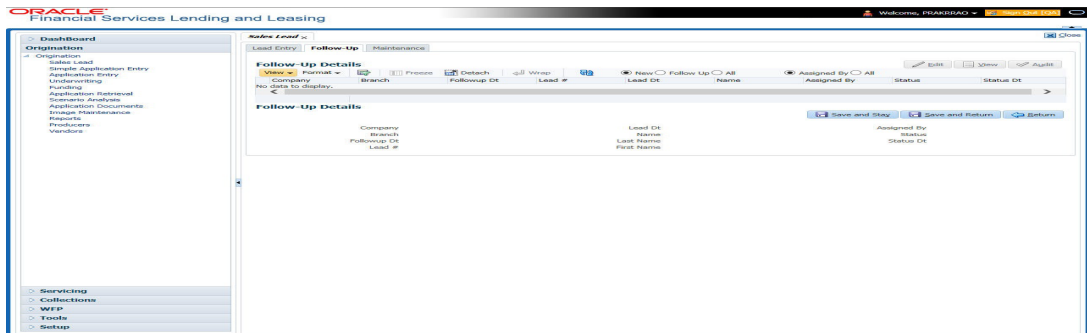 ORACLE
Financial Services Lending and Leasing
Welcome, PRAKRRAO
Sign Out [QA]
DashBoard
Origination
Origination
Sales Lead
Simple Application Entry
Application Entry
Underwriting
Funding
Application Retrieval
Scenario Analysis
Application Documents
Image Maintenance
Reports
Producers
Vendors
Servicing
Collections
WFP
Tools
Setup
Sales Lead x
Close
Lead Entry Follow-Up Maintenance
Follow-Up Details
Edit View Audit
View Format Freeze Detach Wrap New Follow Up All Assigned By All
Company Branch Followup Dt Lead # Lead Dt Name Assigned By Status Status Dt
No data to display.
Follow-Up Details
Save and Stay Save and Return Return
Company Lead Dt Assigned By
Branch Name Status
Followup Dt Last Name Status Dt
Lead # First Name